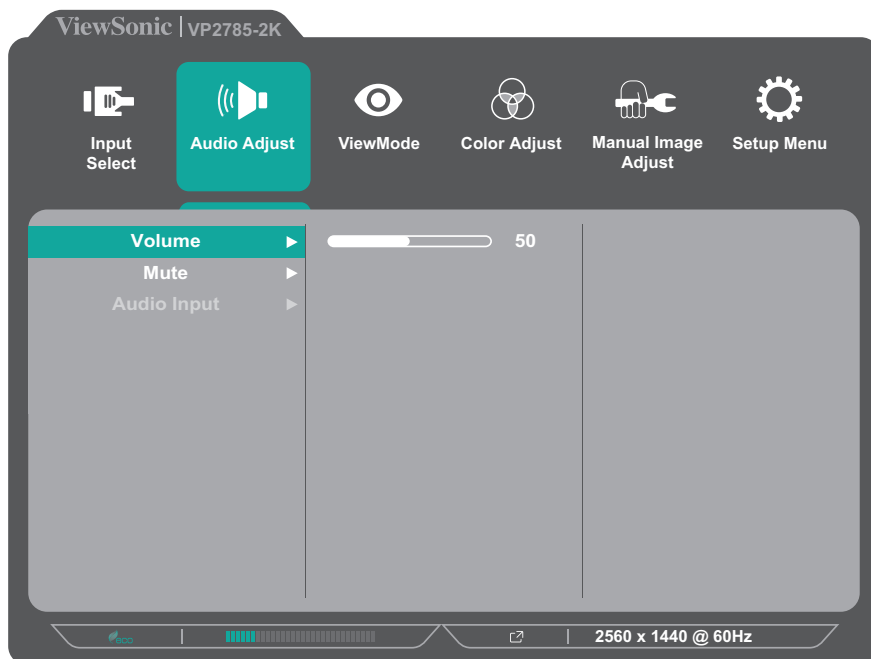 ViewSonic | VP2785-2K
Input
Select
Audio Adjust
ViewMode
Color Adjust
Manual Image
Adjust
Setup Menu
Volume
50
Mute
Audio Input
eco
2560 x 1440 @ 60Hz